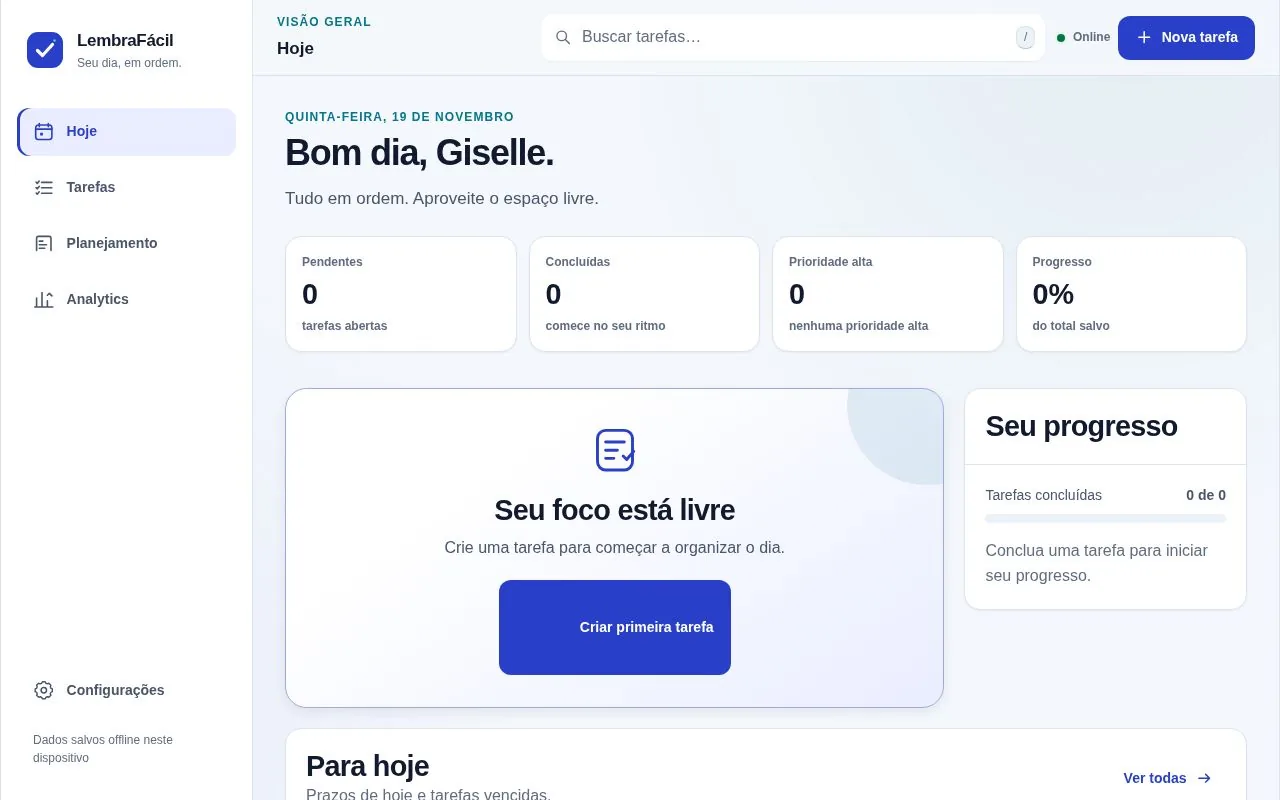 LembraFácil
Seu dia, em ordem.
Hoje
Tarefas
Planejamento
Analytics
Configurações
Dados salvos offline neste
dispositivo
VISÃO GERAL
Hoje
Buscar tarefas…
/
Online
Nova tarefa
QUINTA-FEIRA, 19 DE NOVEMBRO
Bom dia, Giselle.
Tudo em ordem. Aproveite o espaço livre.
Pendentes
0
tarefas abertas
Concluídas
0
comece no seu ritmo
Prioridade alta
0
nenhuma prioridade alta
Progresso
0%
do total salvo
Seu foco está livre
Crie uma tarefa para começar a organizar o dia.
Criar primeira tarefa
Seu progresso
Tarefas concluídas 0 de 0
Conclua uma tarefa para iniciar
seu progresso.
Para hoje
Prazos de hoje e tarefas vencidas.
Ver todas